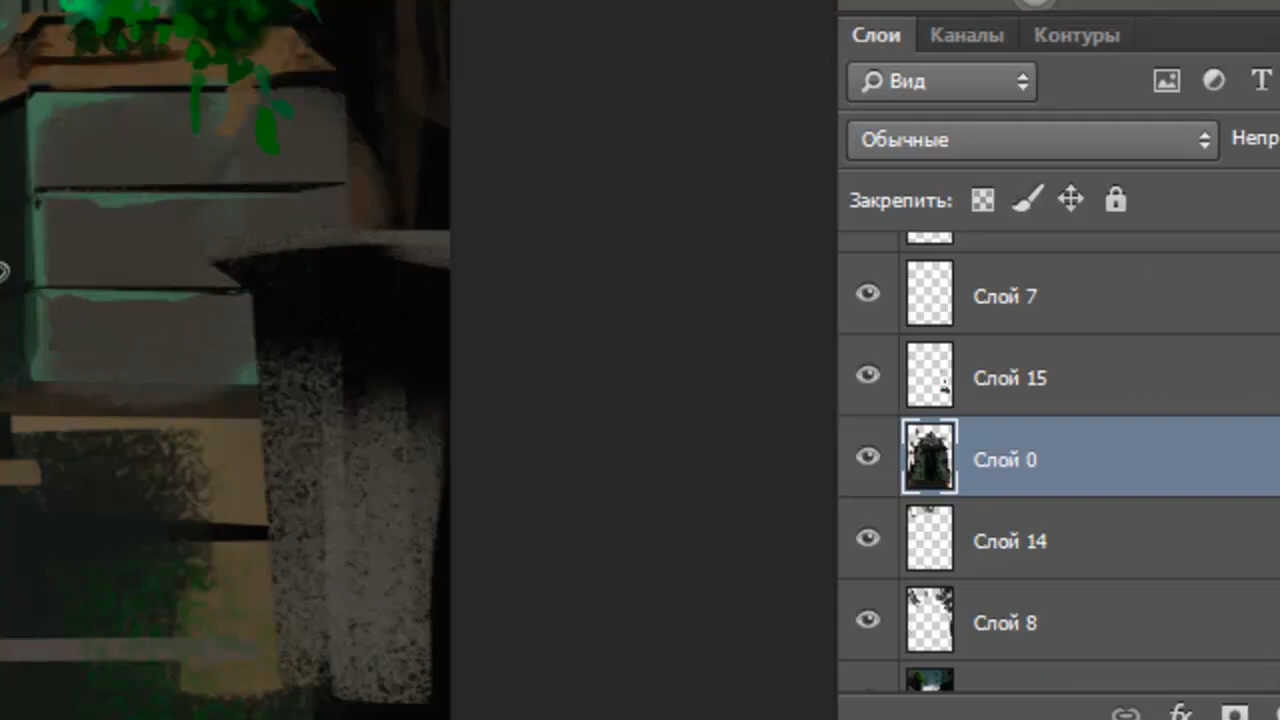 Слои Каналы Контуры
Вид
Обычные Непр
Закрепить:
Слой 7
Слой 15
Слой 0
Слой 14
Слой 8